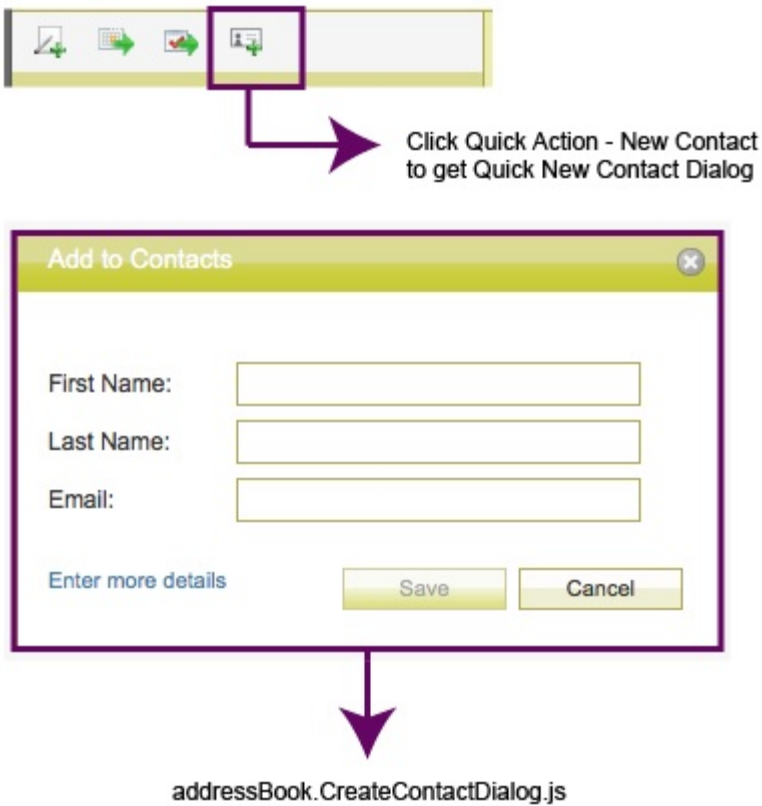 Click Quick Action - New Contact
to get Quick New Contact Dialog
Add to Contacts
First Name:
Last Name:
Email:
Enter more details
Save
Cancel
addressBook.CreateContactDialog.js